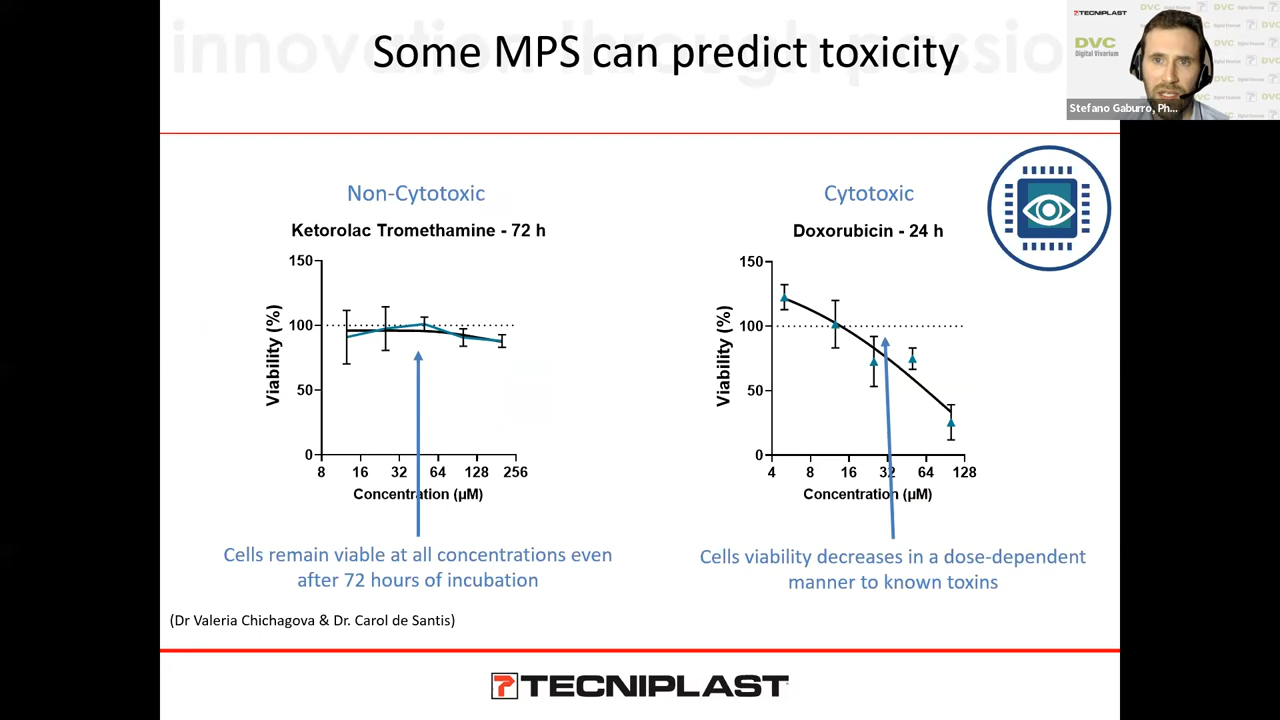 innovation through passion
Some MPS can predict toxicity
TECNIPLAST
DVC
Digital Vivarium
Stefano Gaburro, Ph...
Non-Cytotoxic
Ketorolac Tromethamine - 72 h
150
100
50
0
Viability (%)
8 16 32 64 128 256
Concentration (µM)
Cells remain viable at all concentrations even
after 72 hours of incubation
Cytotoxic
Doxorubicin - 24 h
150
100
50
0
Viability (%)
4 8 16 32 64 128
Concentration (µM)
Cells viability decreases in a dose-dependent
manner to known toxins
(Dr Valeria Chichagova & Dr. Carol de Santis)
TECNIPLAST